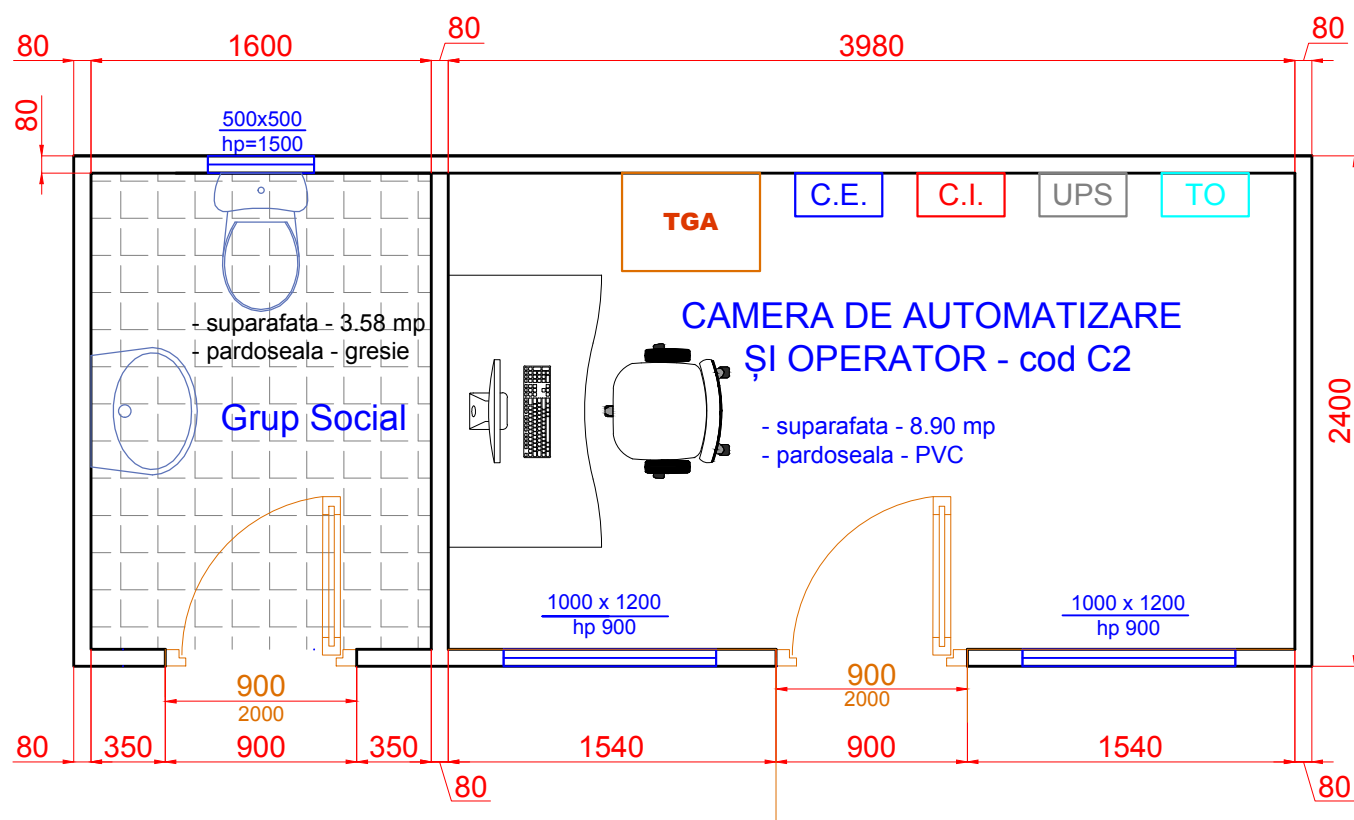 80
1600
80
3980
80
80
500x500
hp=1500
TGA
C.E.
C.I.
UPS
TO
- suparafata - 3.58 mp
- pardoseala - gresie
Grup Social
CAMERA DE AUTOMATIZARE
ȘI OPERATOR - cod C2
- suparafata - 8.90 mp
- pardoseala - PVC
2400
1000 x 1200
hp 900
1000 x 1200
hp 900
900
2000
900
2000
80
350
900
350
80
1540
900
1540
80